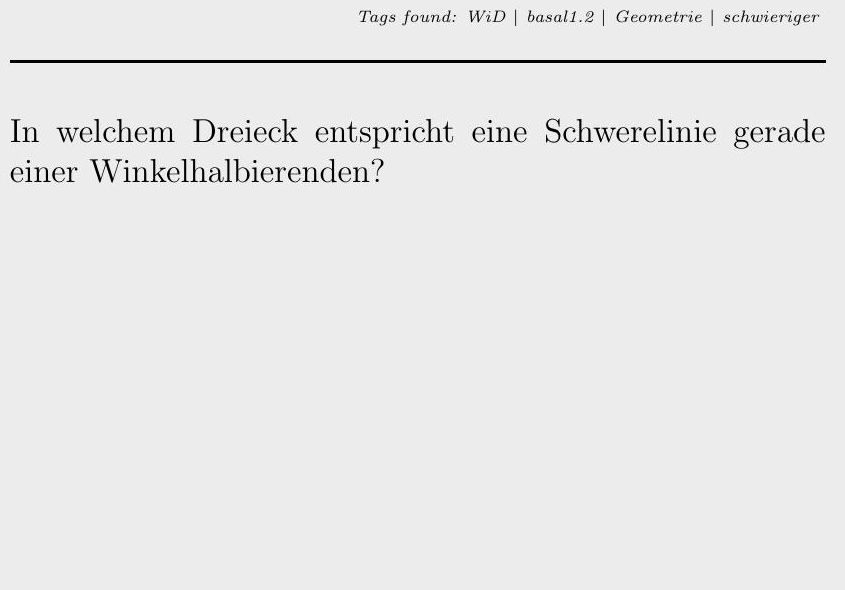 Tags found: WiD | basal1.2 | Geometrie | schwieriger
In welchem Dreieck entspricht eine Schwerelinie gerade
einer Winkelhalbierenden?